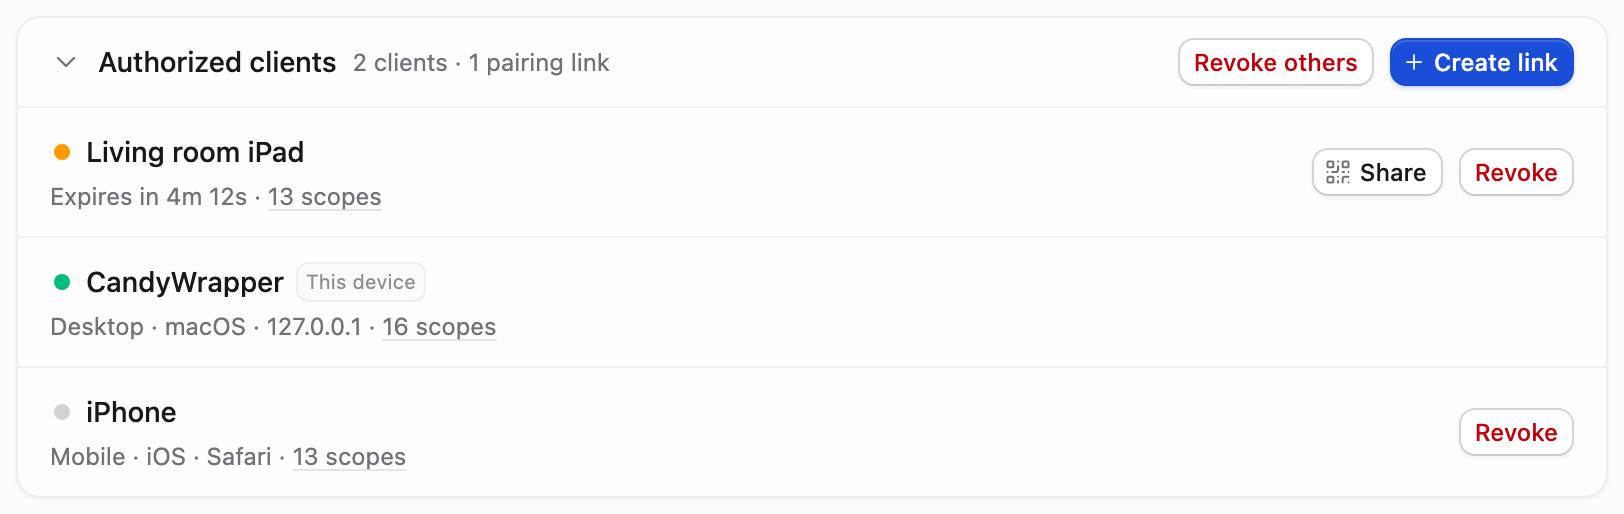 Authorized clients 2 clients · 1 pairing link Revoke others + Create link
Living room iPad
Expires in 4m 12s · 13 scopes
Share Revoke
CandyWrapper This device
Desktop · macOS · 127.0.0.1 · 16 scopes
iPhone
Mobile · iOS · Safari · 13 scopes
Revoke